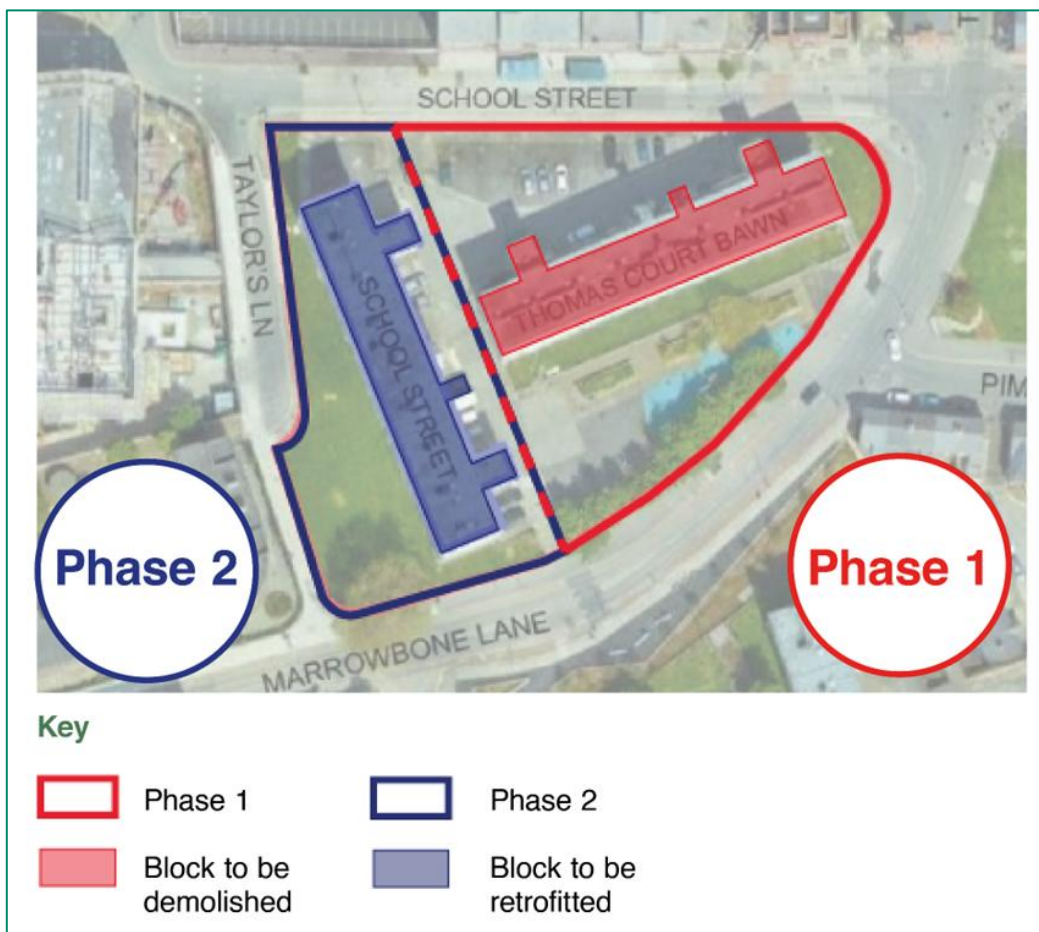 SCHOOL STREET
TAYLOR'S LN
SCHOOL STREET
THOMAS COURT BAWN
PIM
Phase 2
Phase 1
MARROWBONE LANE
Key
Phase 1
Phase 2
Block to be
demolished
Block to be
retrofitted